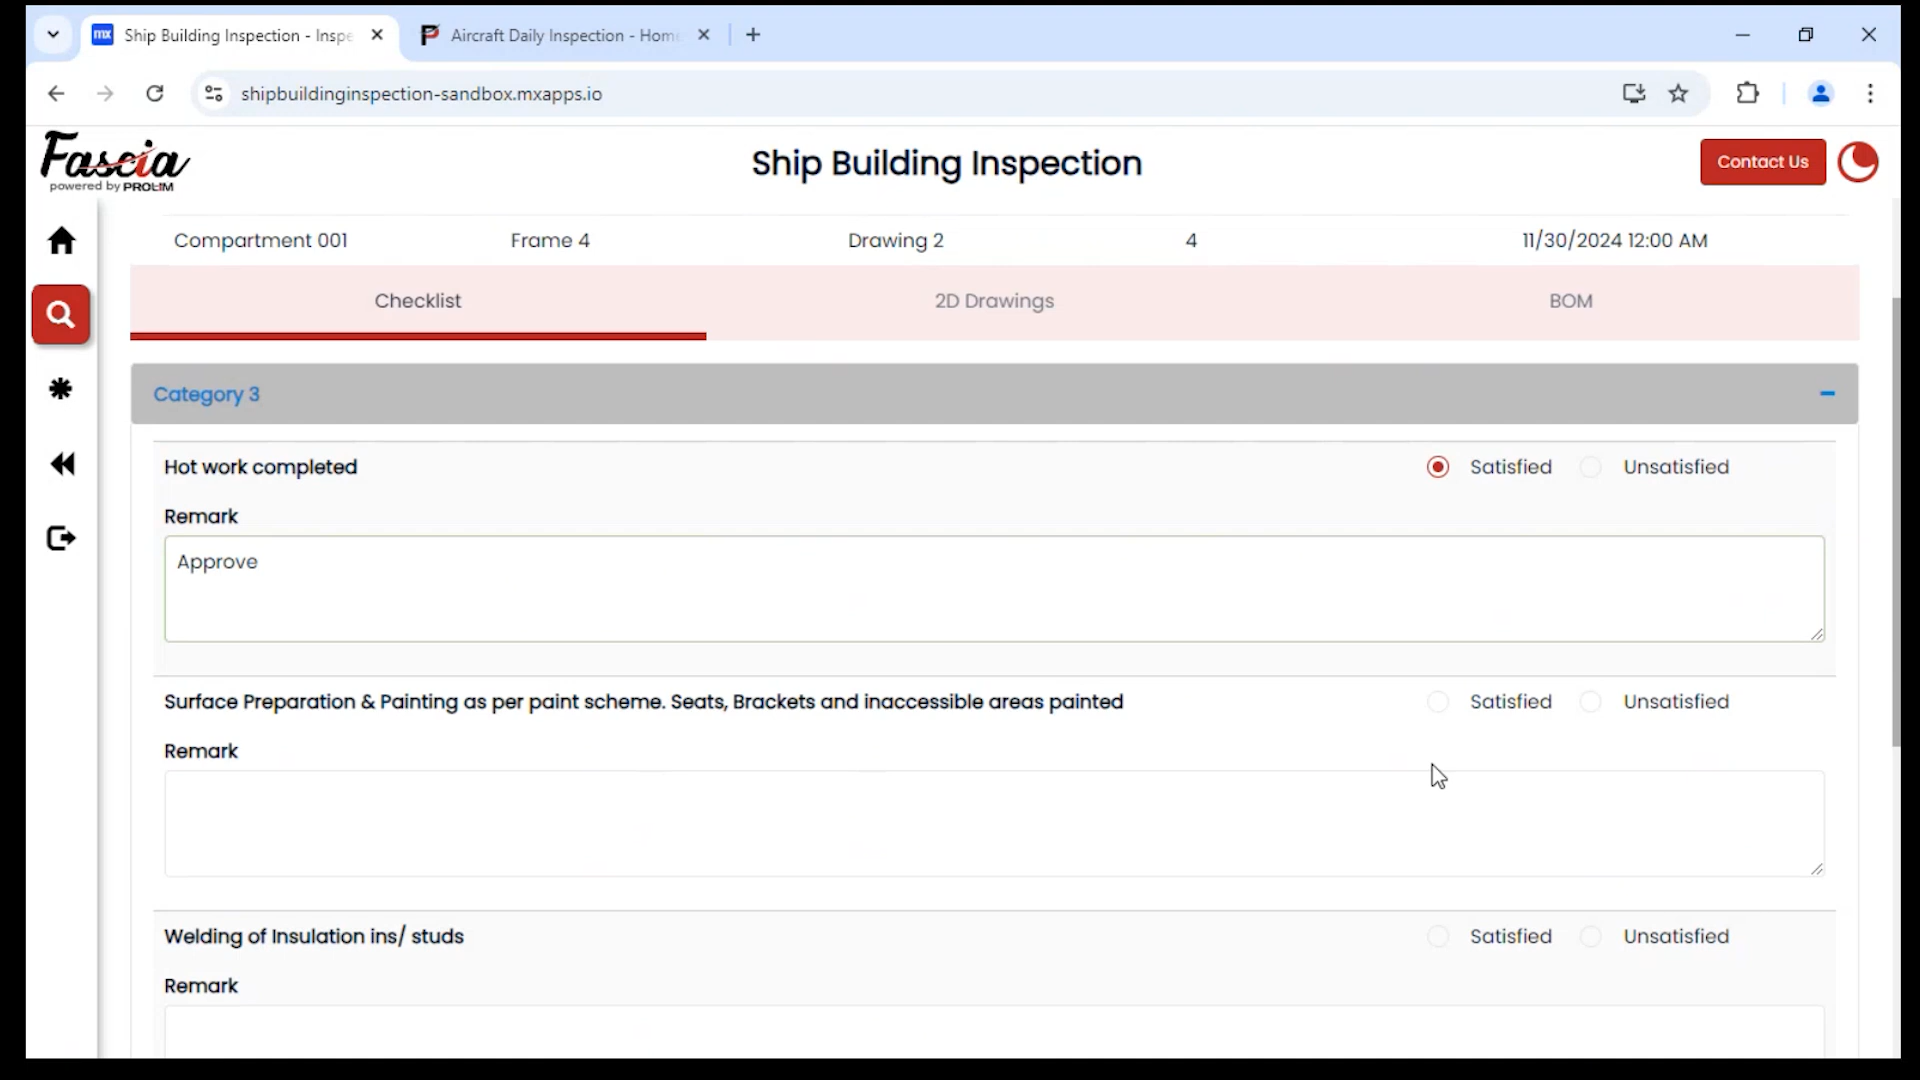 mx Ship Building Inspection - Inspe
Aircraft Daily Inspection - Hom
shipbuildinginspection-sandbox.mxapps.io
Fascia
powered by PROLIM
Ship Building Inspection
Contact Us
Compartment 001 Frame 4 Drawing 2 4 11/30/2024 12:00 AM
Checklist 2D Drawings BOM
Category 3
Hot work completed Satisfied Unsatisfied
Remark
Approve
Surface Preparation & Painting as per paint scheme. Seats, Brackets and inaccessible areas painted Satisfied Unsatisfied
Remark
Welding of Insulation ins/ studs Satisfied Unsatisfied
Remark